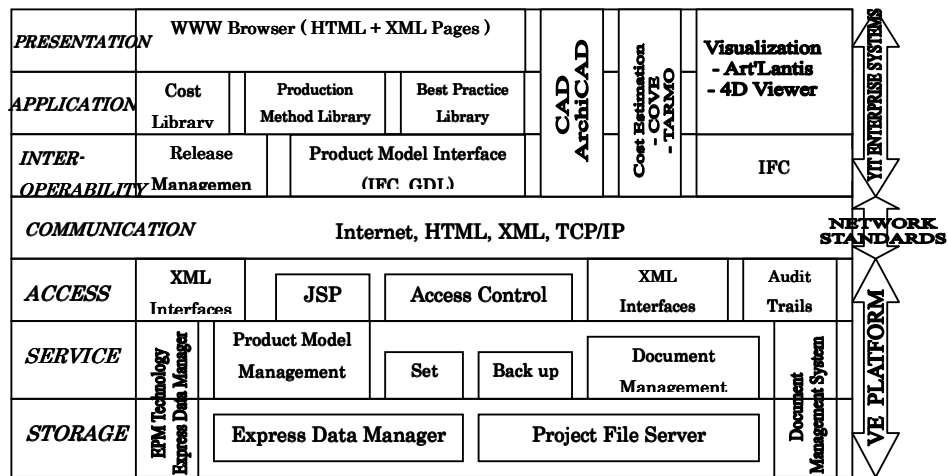 PRESENTATION
WWW Browser ( HTML + XML Pages )
CAD
ArchiCAD
Cost Estimation
- COVE
- TARMO
Visualization
- Art'Lantis
- 4D Viewer
YIT ENTERPRISE SYSTEMS
APPLICATION
Cost
Library
Production
Method Library
Best Practice
Library
INTER-
OPERABILITY
Release
Managemen
Product Model Interface
(IFC, GDL)
IFC
COMMUNICATION
Internet, HTML, XML, TCP/IP
NETWORK
STANDARDS
ACCESS
XML
Interfaces
JSP
Access Control
XML
Interfaces
Audit
Trails
VE PLATFORM
SERVICE
EPM Technology
Express Data Manager
Product Model
Management
Set
Back up
Document
Management
Document
Management System
STORAGE
Express Data Manager
Project File Server